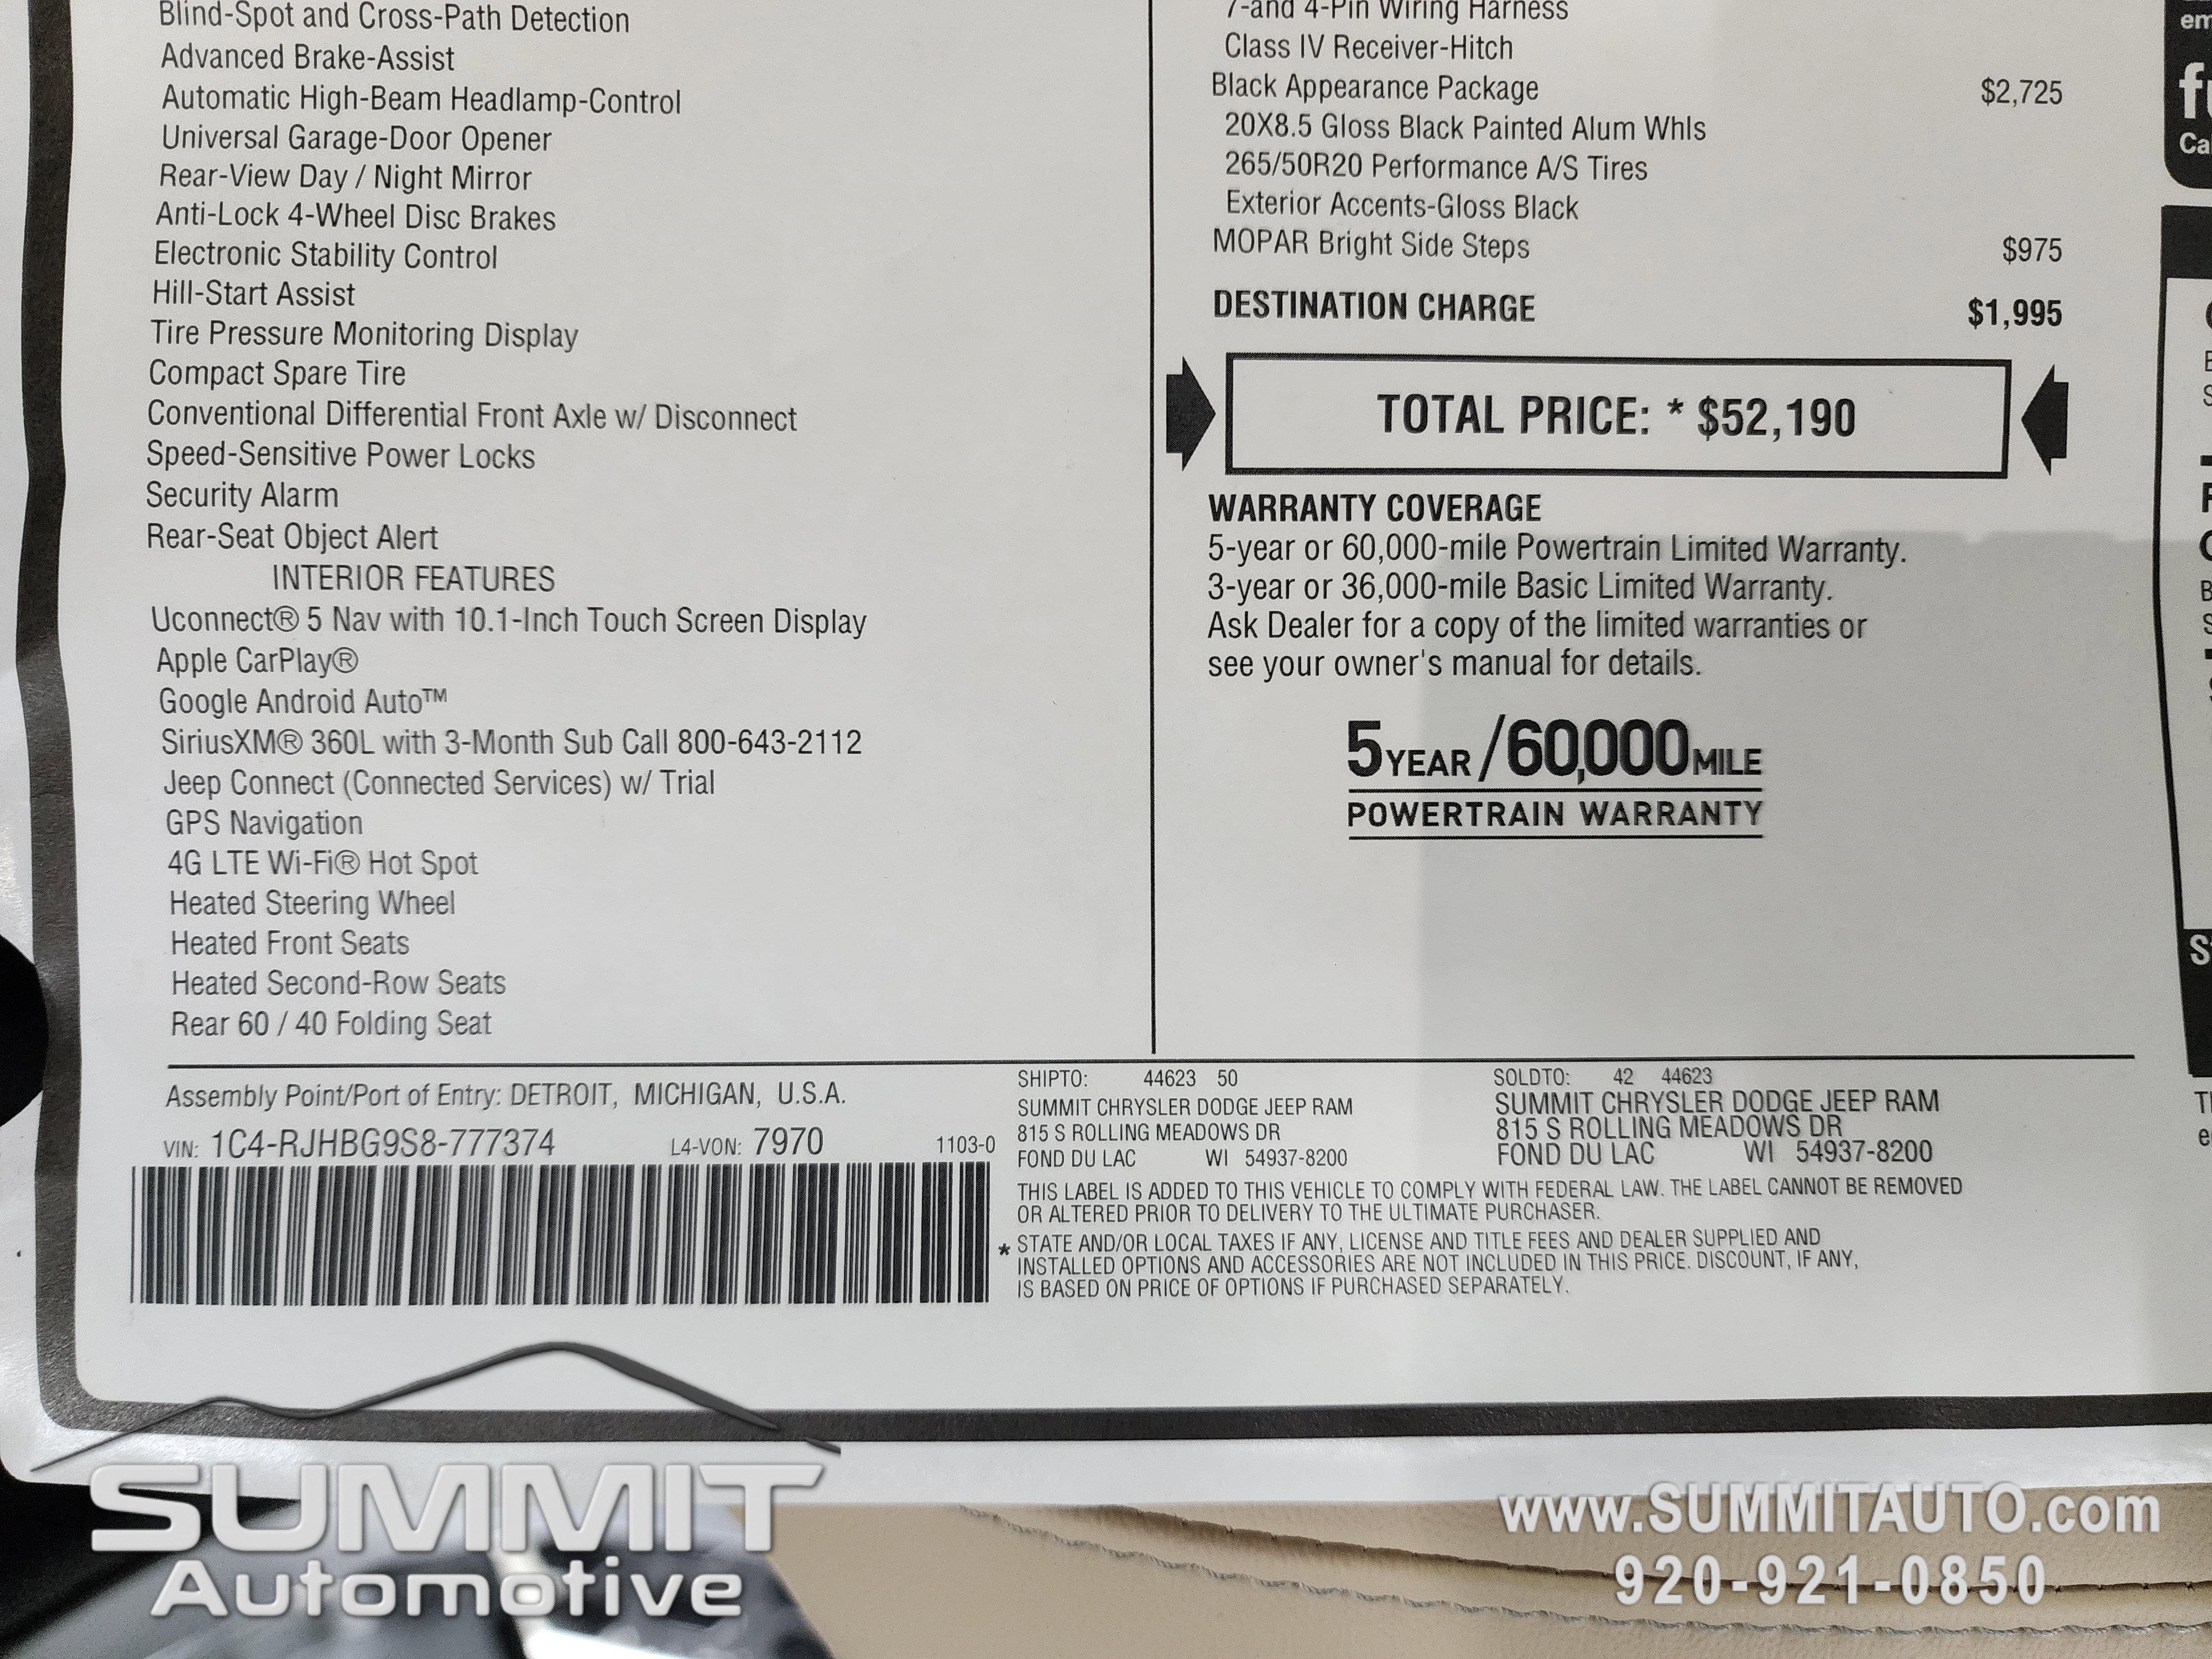 Blind-Spot and Cross-Path Detection
Advanced Brake-Assist
Automatic High-Beam Headlamp-Control
Universal Garage-Door Opener
Rear-View Day / Night Mirror
Anti-Lock 4-Wheel Disc Brakes
Electronic Stability Control
Hill-Start Assist
Tire Pressure Monitoring Display
Compact Spare Tire
Conventional Differential Front Axle w/ Disconnect
Speed-Sensitive Power Locks
Security Alarm
Rear-Seat Object Alert
INTERIOR FEATURES
Uconnect® 5 Nav with 10.1-Inch Touch Screen Display
Apple CarPlay®
Google Android Auto™
SiriusXM® 360L with 3-Month Sub Call 800-643-2112
Jeep Connect (Connected Services) w/ Trial
GPS Navigation
4G LTE Wi-Fi® Hot Spot
Heated Steering Wheel
Heated Front Seats
Heated Second-Row Seats
Rear 60 / 40 Folding Seat
7-and 4-Pin Wiring Harness
Class IV Receiver-Hitch
Black Appearance Package $2,725
20X8.5 Gloss Black Painted Alum Whls
265/50R20 Performance A/S Tires
Exterior Accents-Gloss Black
MOPAR Bright Side Steps $975
DESTINATION CHARGE $1,995
TOTAL PRICE: * $52,190
WARRANTY COVERAGE
5-year or 60,000-mile Powertrain Limited Warranty.
3-year or 36,000-mile Basic Limited Warranty.
Ask Dealer for a copy of the limited warranties or
see your owner's manual for details.
5 YEAR / 60,000 MILE
POWERTRAIN WARRANTY
Assembly Point/Port of Entry: DETROIT, MICHIGAN, U.S.A.
VIN: 1C4-RJHBG9S8-777374 L4-VON: 7970 1103-0
SHIPTO: 44623 50
SUMMIT CHRYSLER DODGE JEEP RAM
815 S ROLLING MEADOWS DR
FOND DU LAC WI 54937-8200
SOLDTO: 42 44623
SUMMIT CHRYSLER DODGE JEEP RAM
815 S ROLLING MEADOWS DR
FOND DU LAC WI 54937-8200
THIS LABEL IS ADDED TO THIS VEHICLE TO COMPLY WITH FEDERAL LAW. THE LABEL CANNOT BE REMOVED
OR ALTERED PRIOR TO DELIVERY TO THE ULTIMATE PURCHASER.
* STATE AND/OR LOCAL TAXES IF ANY, LICENSE AND TITLE FEES AND DEALER SUPPLIED AND
INSTALLED OPTIONS AND ACCESSORIES ARE NOT INCLUDED IN THIS PRICE. DISCOUNT, IF ANY,
IS BASED ON PRICE OF OPTIONS IF PURCHASED SEPARATELY.
SUMMIT
Automotive
www.SUMMITAUTO.com
920-921-0850